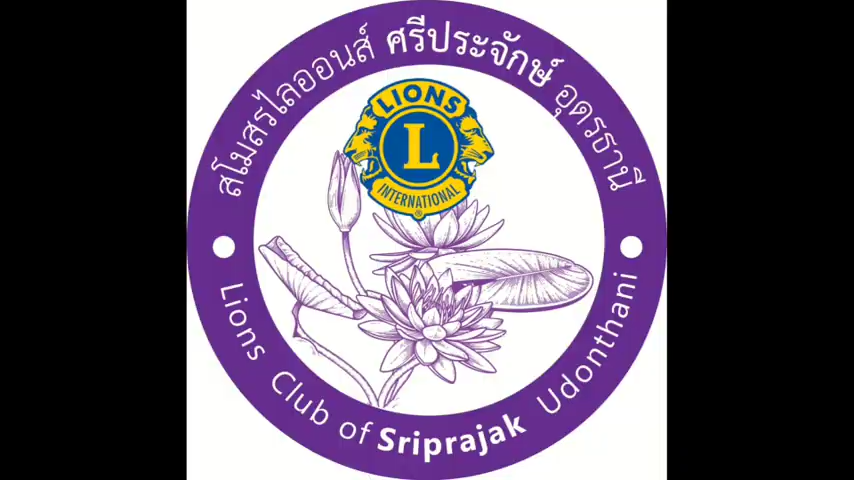 สโมสรไลออนส์ ศรีประจักษ์ อุดรธานี
LIONS
L
INTERNATIONAL
®
Lions Club of Sriprajak Udonthani